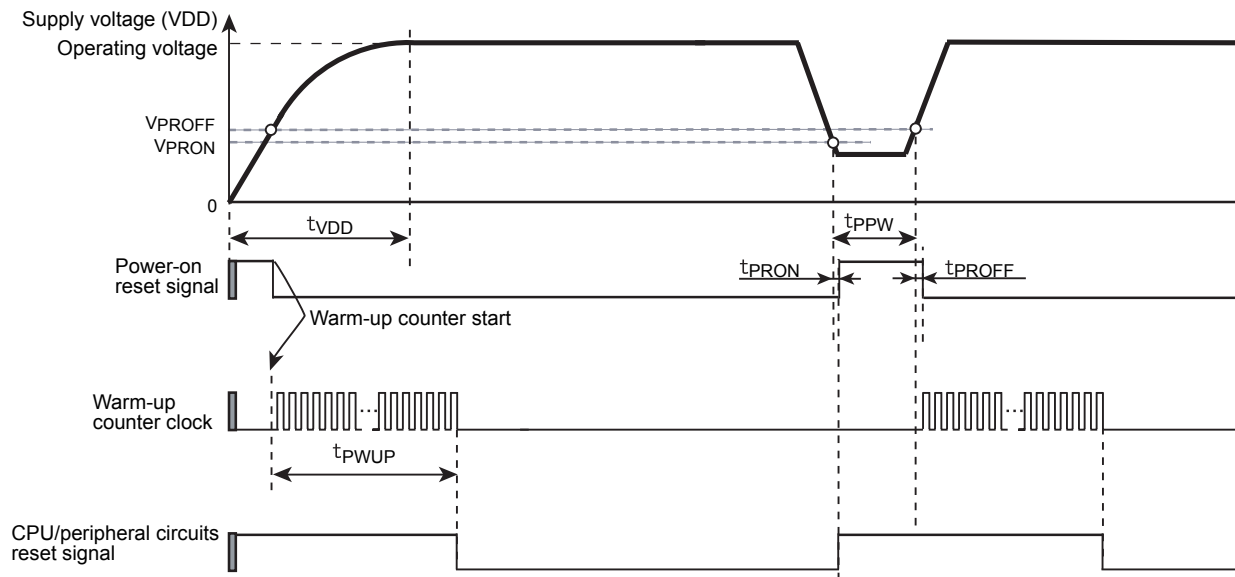 Supply voltage (VDD)
Operating voltage
VPROFF
VPRON
0
tVDD
tPPW
Power-on
reset signal
tPRON
tPROFF
Warm-up counter start
Warm-up
counter clock
...
...
tPWUP
CPU/peripheral circuits
reset signal